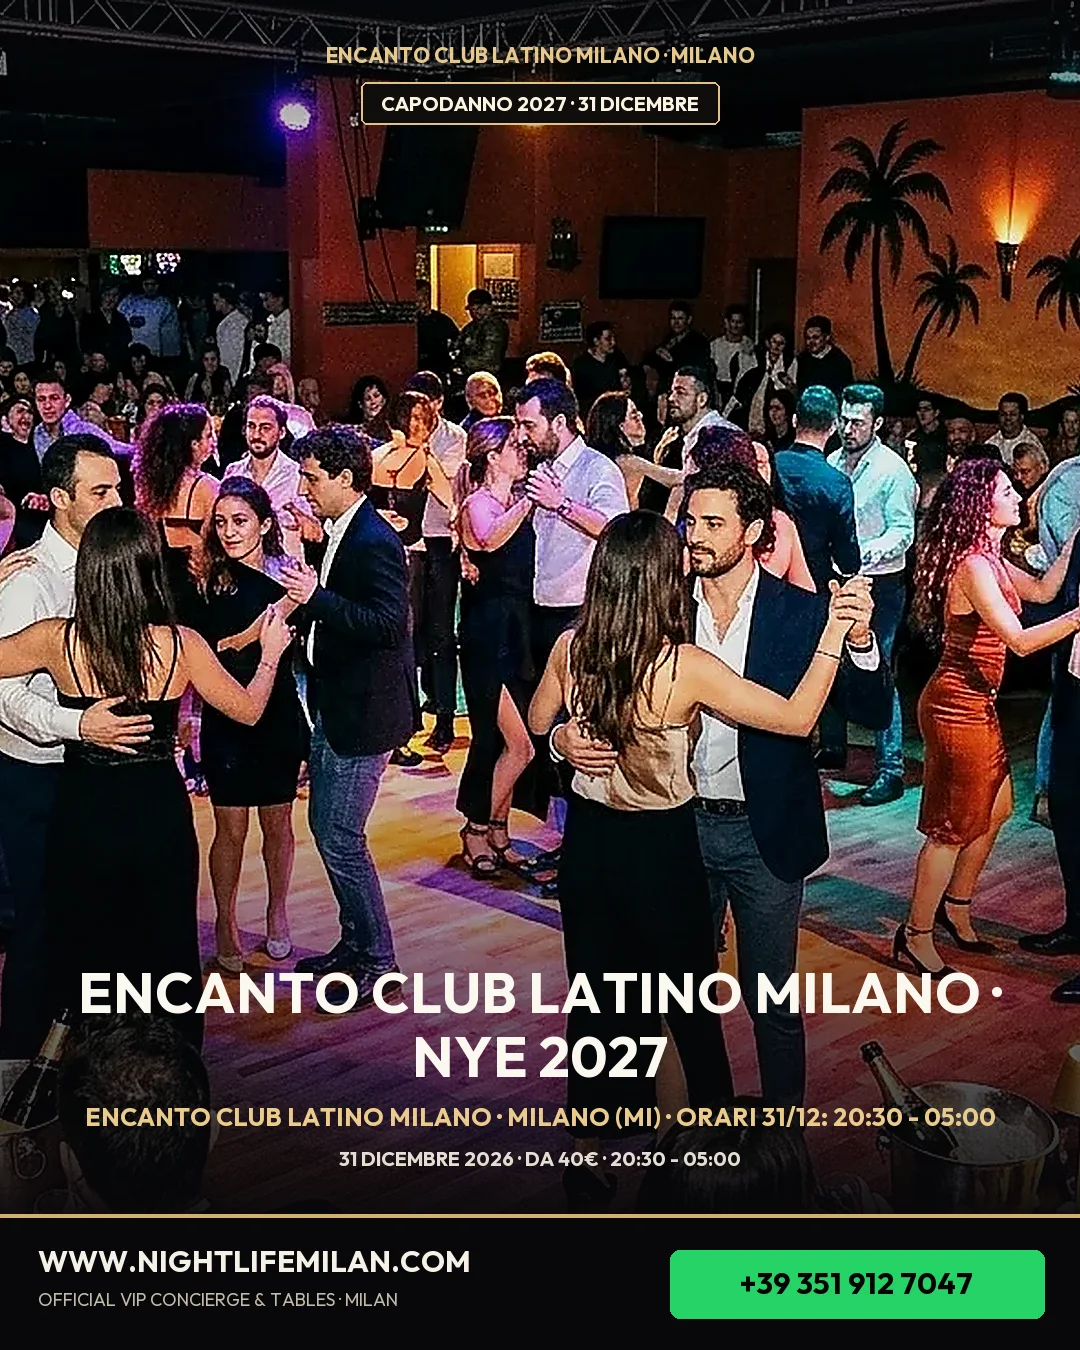 ENCANTO CLUB LATINO MILANO · MILANO
CAPODANNO 2027 · 31 DICEMBRE
ENCANTO CLUB LATINO MILANO ·
NYE 2027
ENCANTO CLUB LATINO MILANO · MILANO (MI) · ORARI 31/12: 20:30 - 05:00
31 DICEMBRE 2026 · DA 40€ · 20:30 - 05:00
WWW.NIGHTLIFEMILAN.COM
+39 351 912 7047
OFFICIAL VIP CONCIERGE & TABLES · MILAN